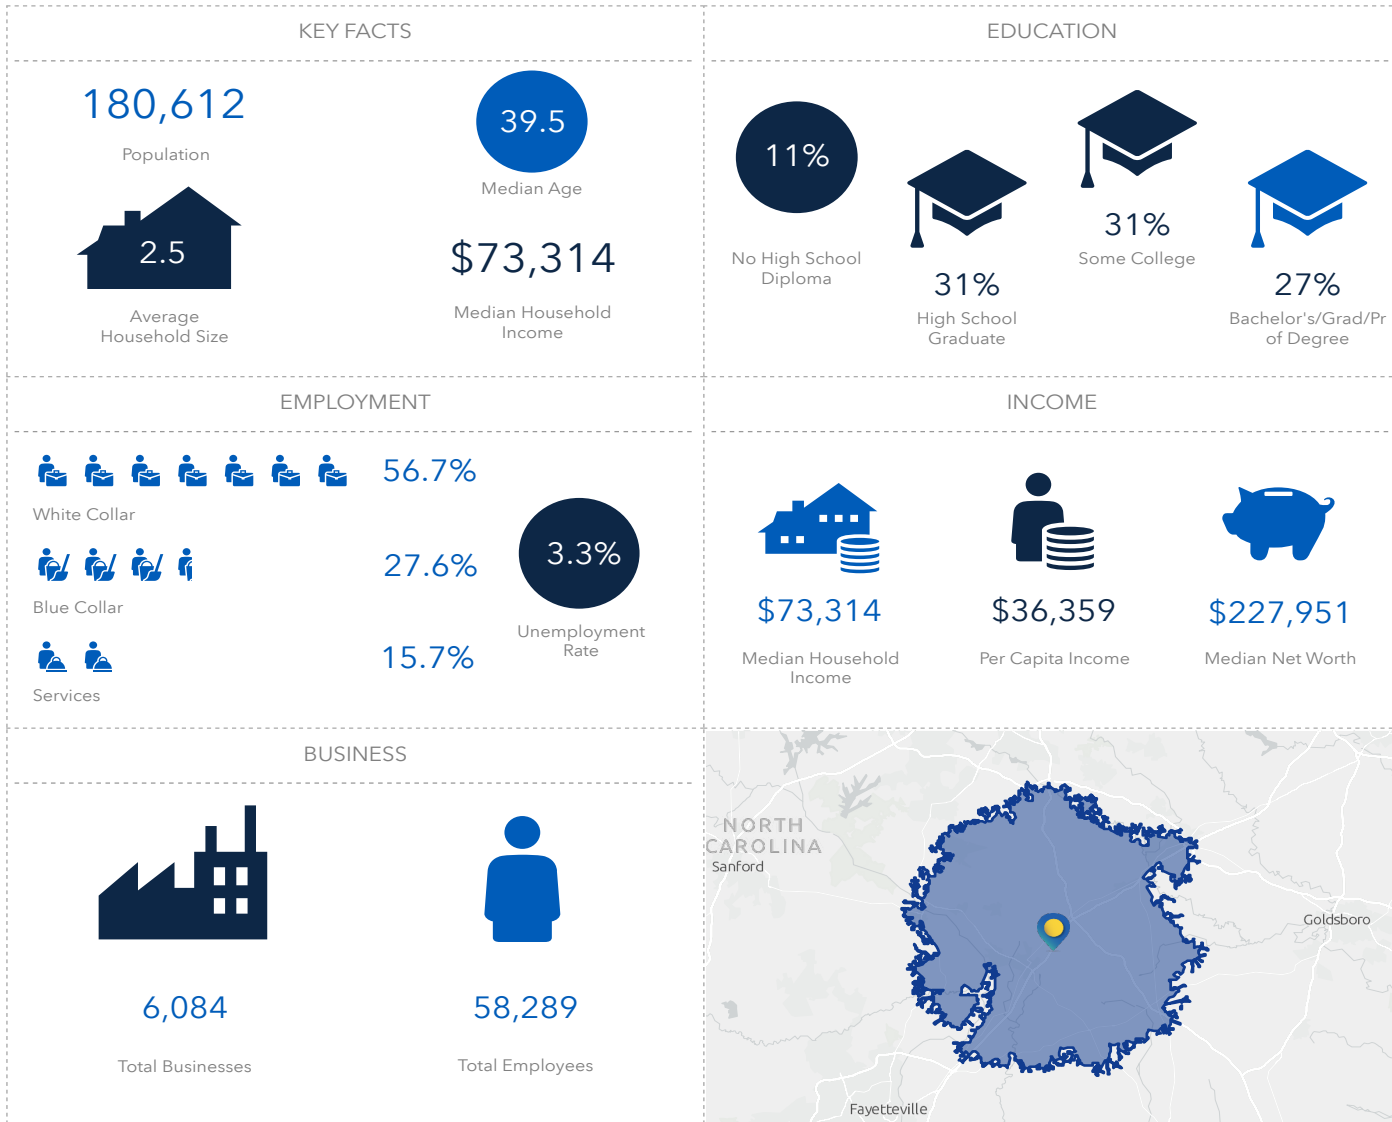 KEY FACTS
180,612
Population
39.5
Median Age
2.5
Average
Household Size
$73,314
Median Household
Income
EDUCATION
11%
No High School
Diploma
31%
High School
Graduate
31%
Some College
27%
Bachelor's/Grad/Pr
of Degree
EMPLOYMENT
56.7%
White Collar
27.6%
Blue Collar
15.7%
Services
3.3%
Unemployment
Rate
INCOME
$73,314
Median Household
Income
$36,359
Per Capita Income
$227,951
Median Net Worth
BUSINESS
6,084
Total Businesses
58,289
Total Employees
NORTH
CAROLINA
Sanford
Goldsboro
Fayetteville